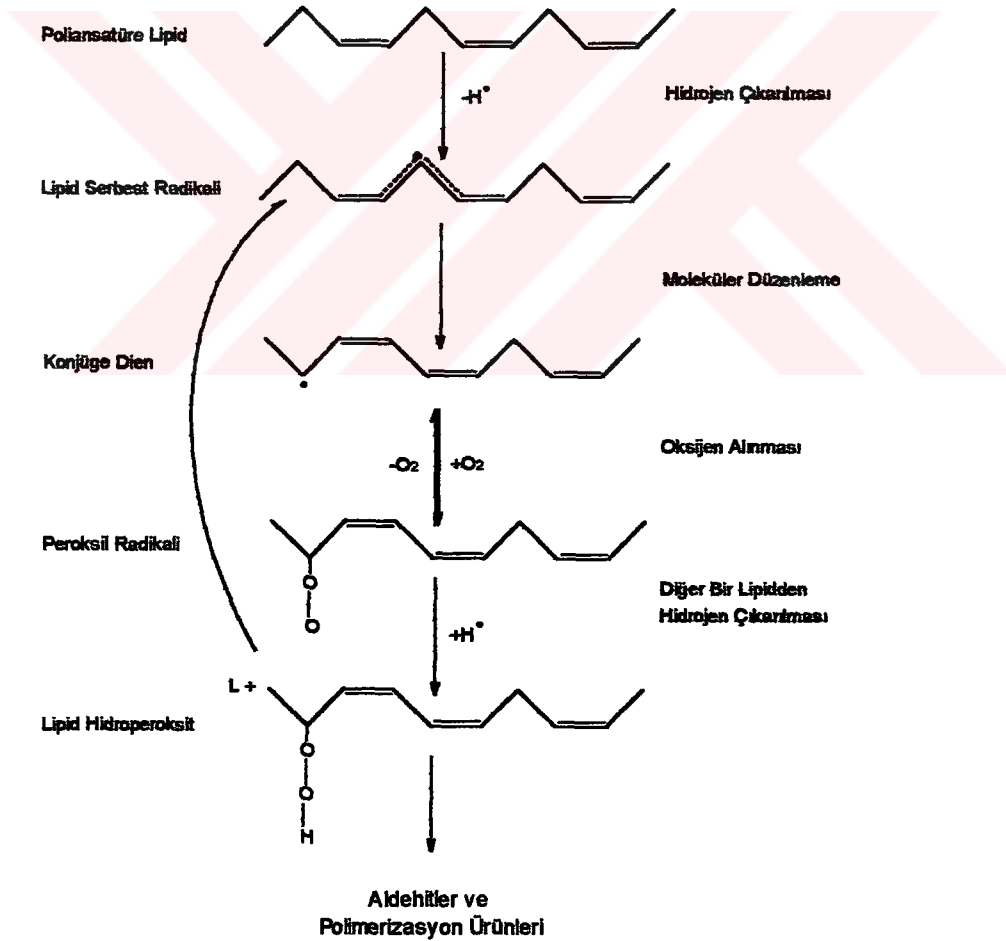 Poliansatüre Lipid
-H•
Hidrojen Çıkarılması
Lipid Serbest Radikali
Moleküler Düzenleme
Konjüge Dien
-O2 +O2
Oksijen Alınması
Peroksil Radikali
O
O
Diğer Bir Lipidden
Hidrojen Çıkarılması
+H•
L +
Lipid Hidroperoksit
O
O
H
Aldehitler ve
Polimerizasyon Ürünleri